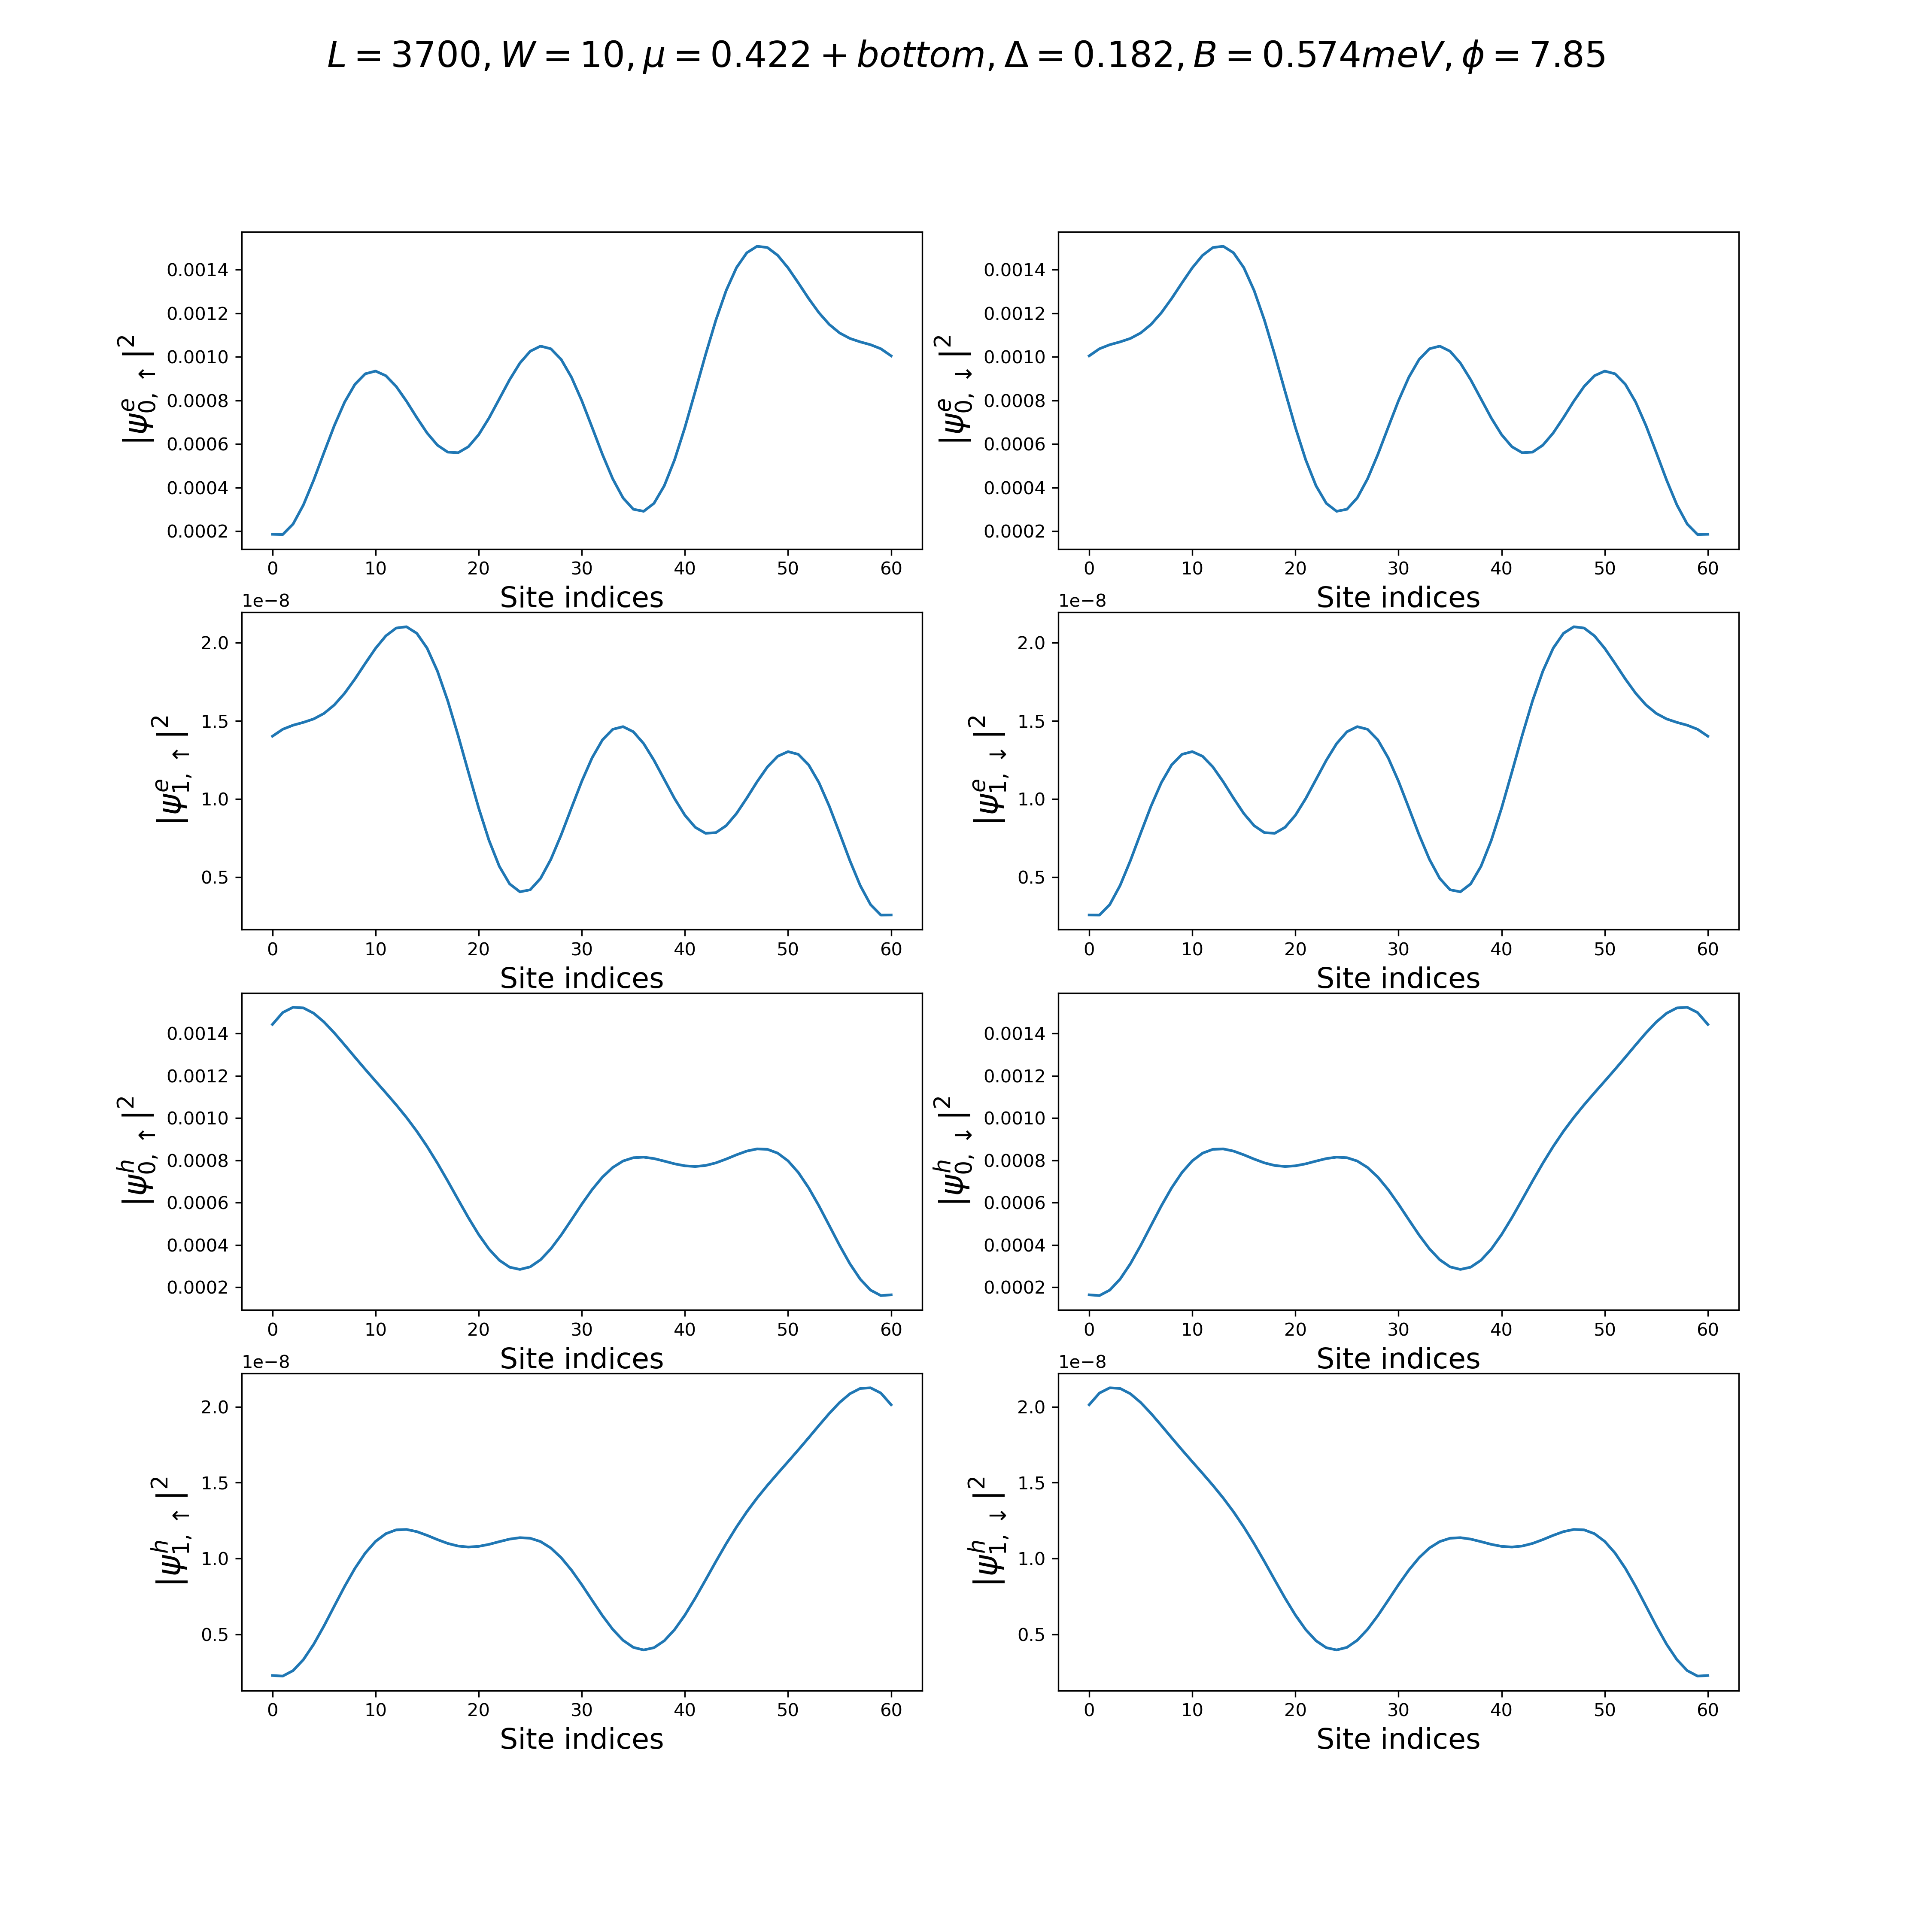 L = 3700, W = 10, μ = 0.422 + bottom, Δ = 0.182, B = 0.574meV, ϕ = 7.85
|ψ^e_{0,↑}|^2
0.0014
0.0012
0.0010
0.0008
0.0006
0.0004
0.0002
0 10 20 30 40 50 60
Site indices
|ψ^e_{0,↓}|^2
0.0014
0.0012
0.0010
0.0008
0.0006
0.0004
0.0002
0 10 20 30 40 50 60
Site indices
1e−8
|ψ^e_{1,↑}|^2
2.0
1.5
1.0
0.5
0 10 20 30 40 50 60
Site indices
1e−8
|ψ^e_{1,↓}|^2
2.0
1.5
1.0
0.5
0 10 20 30 40 50 60
Site indices
|ψ^h_{0,↑}|^2
0.0014
0.0012
0.0010
0.0008
0.0006
0.0004
0.0002
0 10 20 30 40 50 60
Site indices
|ψ^h_{0,↓}|^2
0.0014
0.0012
0.0010
0.0008
0.0006
0.0004
0.0002
0 10 20 30 40 50 60
Site indices
1e−8
|ψ^h_{1,↑}|^2
2.0
1.5
1.0
0.5
0 10 20 30 40 50 60
Site indices
1e−8
|ψ^h_{1,↓}|^2
2.0
1.5
1.0
0.5
0 10 20 30 40 50 60
Site indices